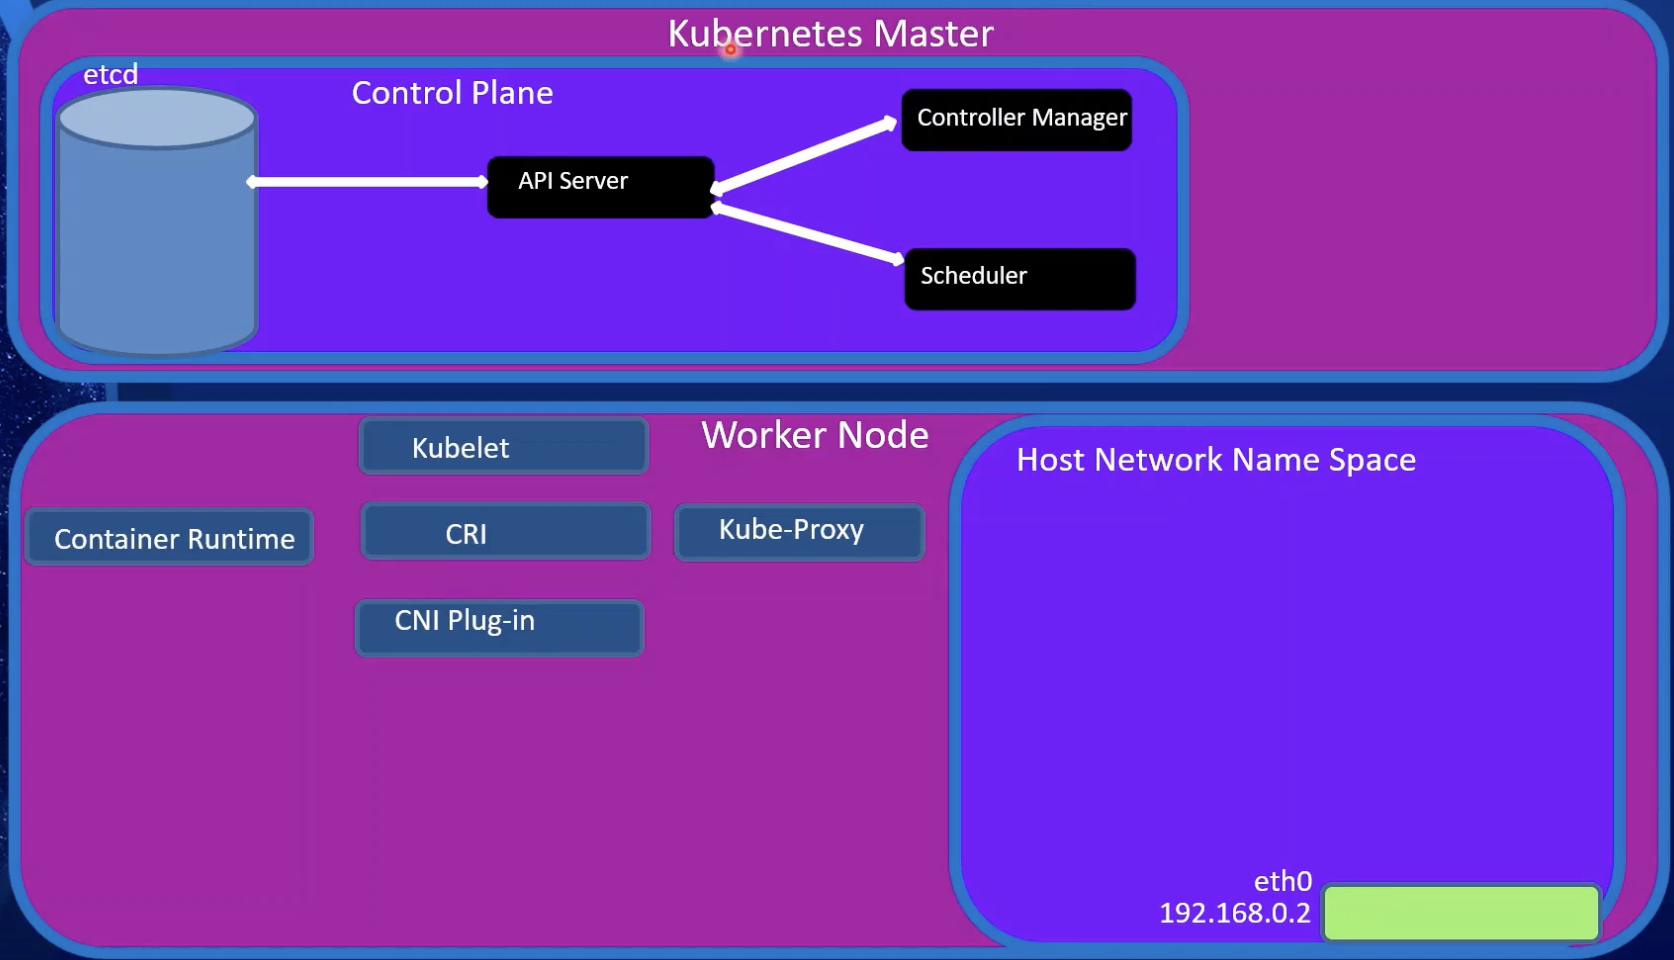 Kubernetes Master
etcd
Control Plane
Controller Manager
API Server
Scheduler
Worker Node
Kubelet
Host Network Name Space
Container Runtime
CRI
Kube-Proxy
CNI Plug-in
eth0
192.168.0.2